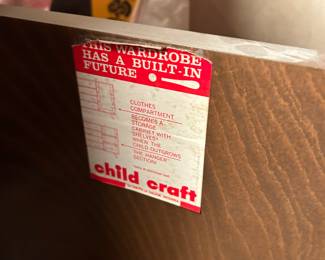 THIS WARDROBE
HAS A BUILT-IN
FUTURE
CLOTHES
COMPARTMENT
BECOMES A
STORAGE
CABINET WITH
SHELVES!
WHEN THE
CHILD OUTGROWS
THE HANGER
SECTION!
child craft